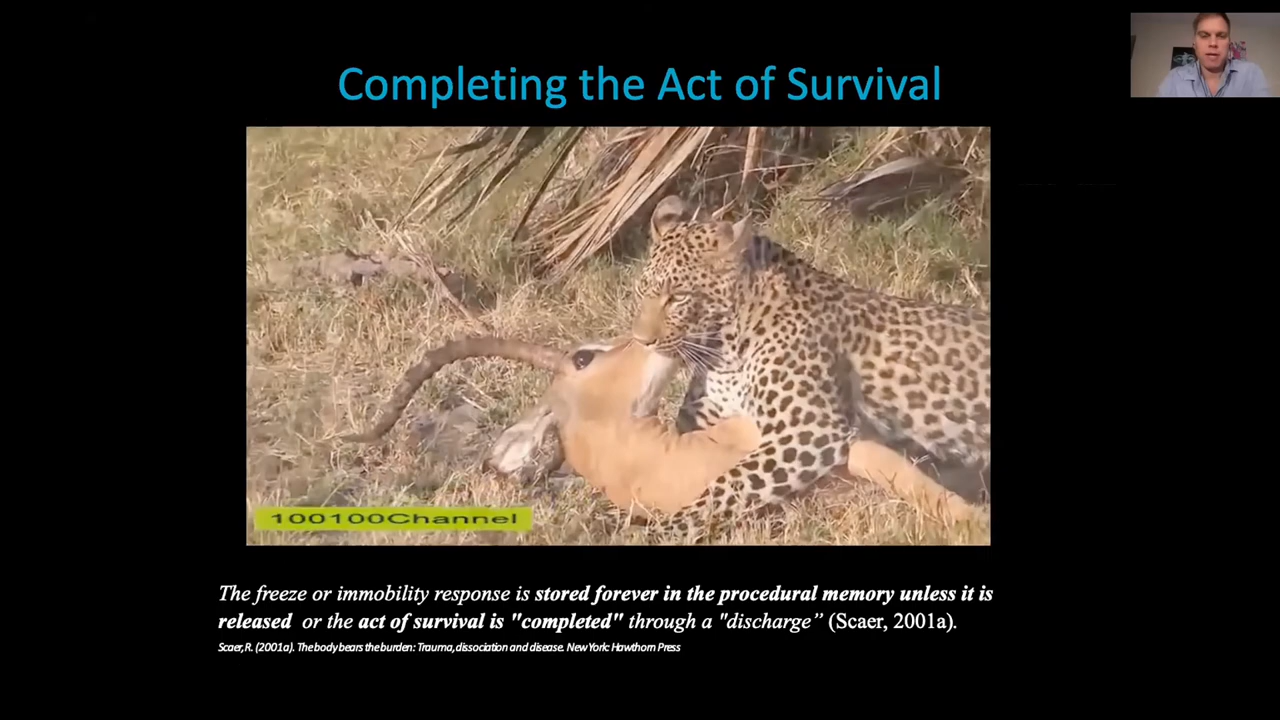 Completing the Act of Survival
100100Channel
The freeze or immobility response is stored forever in the procedural memory unless it is
released or the act of survival is "completed" through a "discharge” (Scaer, 2001a).
Scaer, R. (2001a). The body bears the burden: Trauma, dissociation and disease. New York: Hawthorn Press